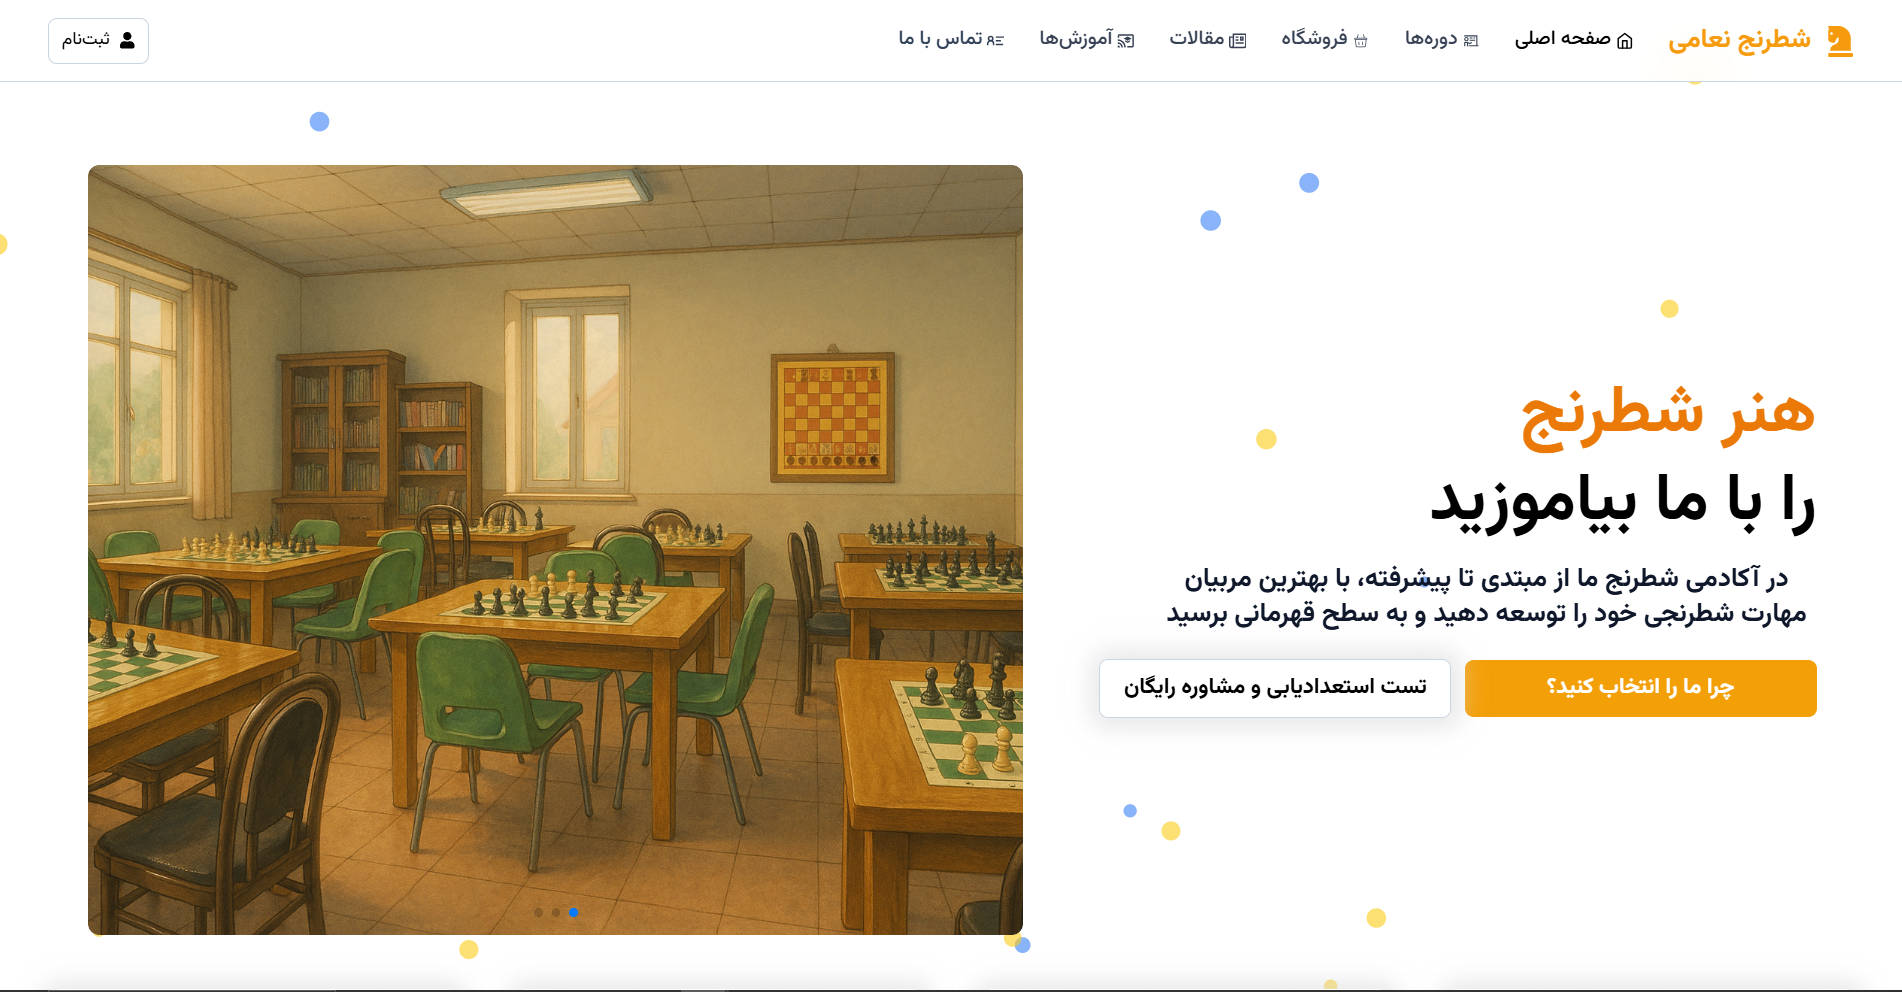 شطرنج نعامی
صفحه اصلی
دوره‌ها
فروشگاه
مقالات
آموزش‌ها
تماس با ما
ثبت‌نام
هنر شطرنج
را با ما بیاموزید
در آکادمی شطرنج ما از مبتدی تا پیشرفته، با بهترین مربیان
مهارت شطرنجی خود را توسعه دهید و به سطح قهرمانی برسید
چرا ما را انتخاب کنید؟
تست استعدادیابی و مشاوره رایگان